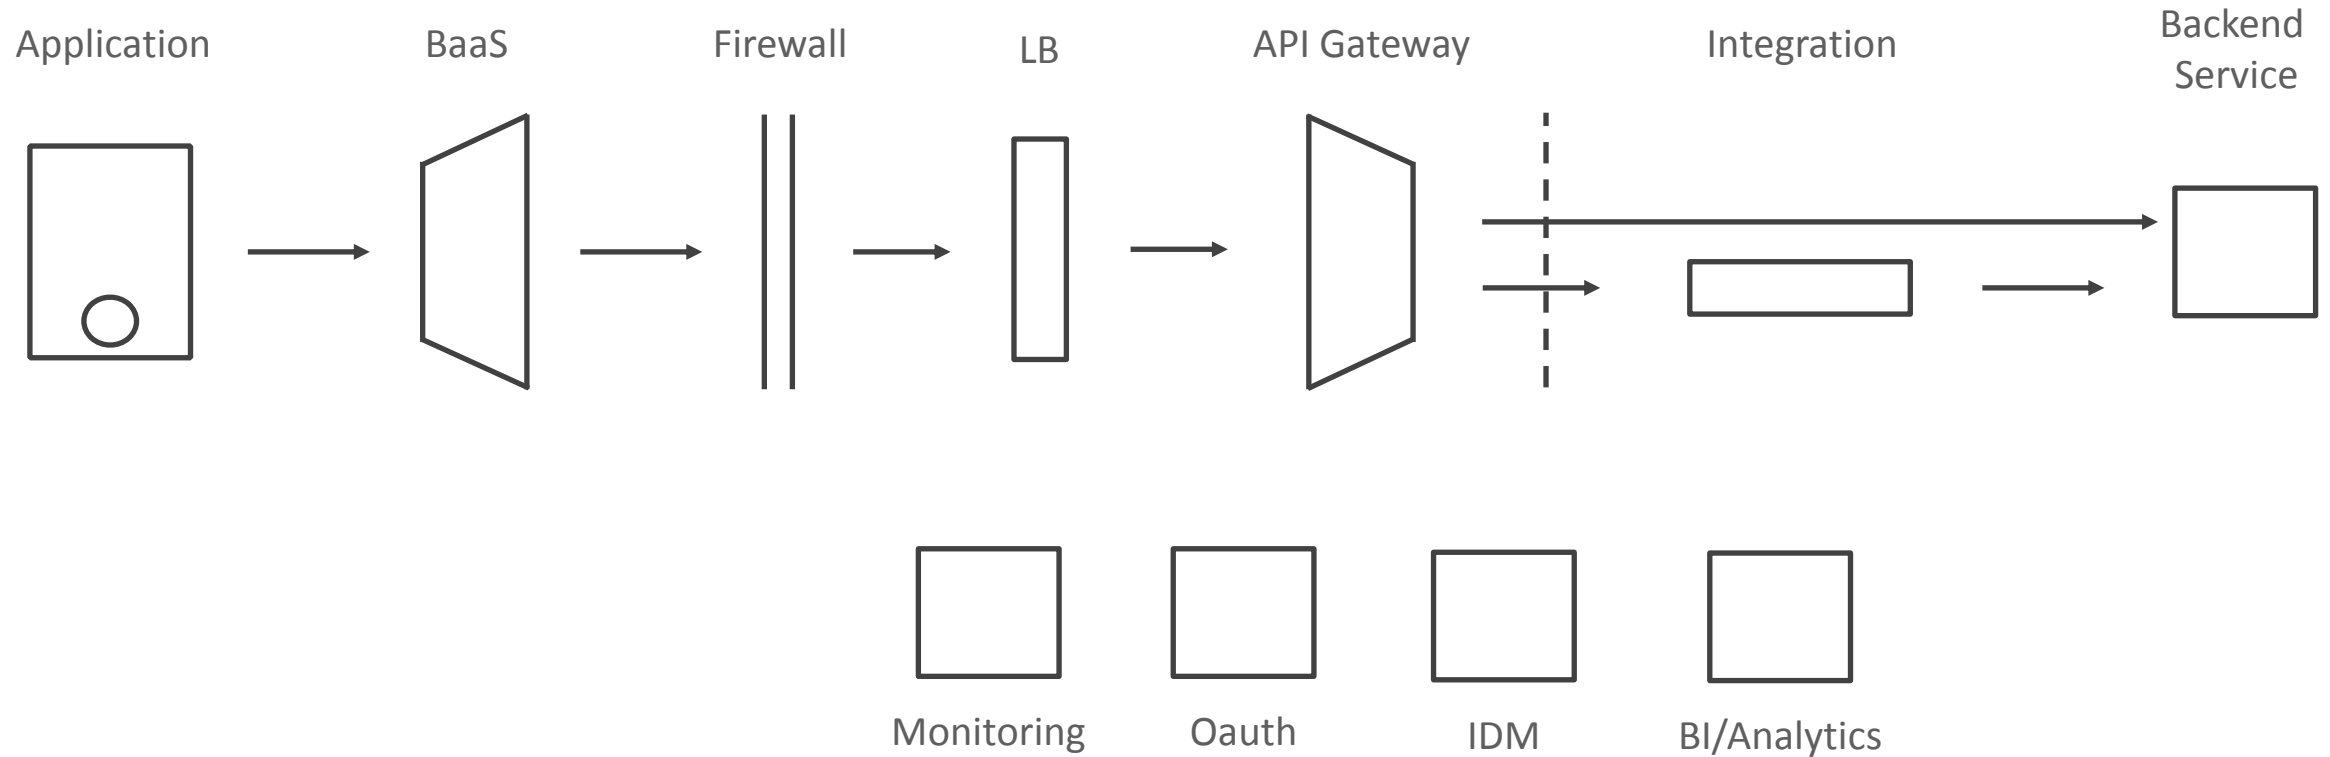 Application
BaaS
Firewall
LB
API Gateway
Integration
Backend
Service
Monitoring
Oauth
IDM
BI/Analytics